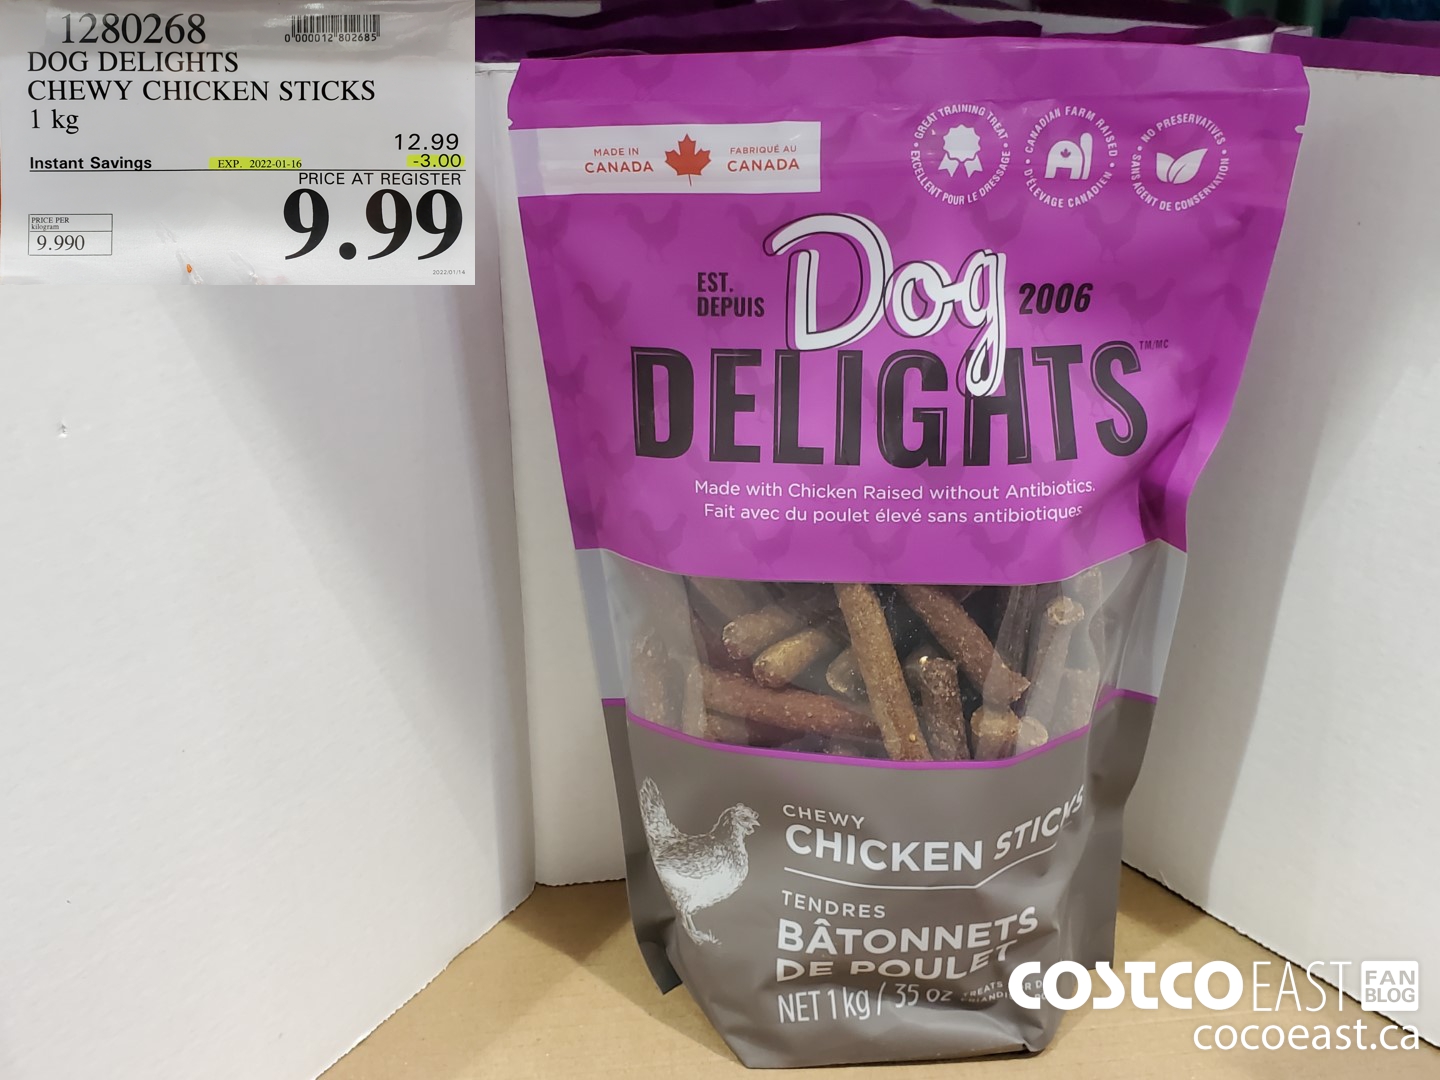 1280268
0 000012 802685
DOG DELIGHTS
CHEWY CHICKEN STICKS
1 kg
12.99
Instant Savings EXP. 2022-01-16 -3.00
PRICE AT REGISTER
9.99
PRICE PER
kilogram
9.990
2022/01/14
MADE IN
CANADA
FABRIQUÉ AU
CANADA
GREAT TRAINING TREAT
EXCELLENT POUR LE DRESSAGE
CANADIAN FARM RAISED
D'ÉLEVAGE CANADIEN
NO PRESERVATIVES
SANS AGENT DE CONSERVATION
EST.
DEPUIS
Dog
2006
DELIGHTS
TM/MC
Made with Chicken Raised without Antibiotics.
Fait avec du poulet élevé sans antibiotiques
CHEWY
CHICKEN STICKS
TENDRES
BÂTONNETS
DE POULET
NET 1 kg / 35 OZ
COSTCO EAST FAN BLOG
cocoeast.ca